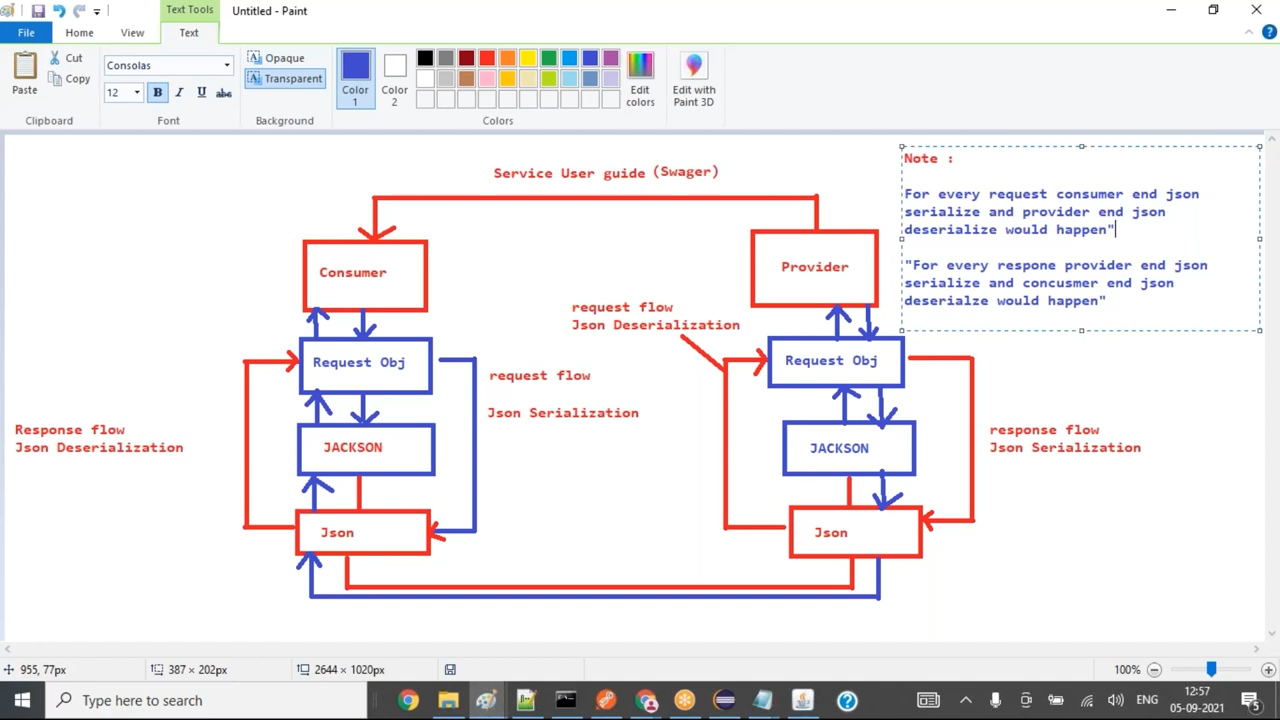 Text Tools
Untitled - Paint
File
Home
View
Text
Paste
Cut
Copy
Clipboard
Consolas
12
B
I
U
abc
Font
Opaque
Transparent
Background
Color
1
Color
2
Edit
colors
Colors
Edit with
Paint 3D
Service User guide (Swager)
Note :
For every request consumer end json
serialize and provider end json
deserialize would happen"
"For every respone provider end json
serialize and concusmer end json
deserialze would happen"
Consumer
Provider
request flow
Json Deserialization
Request Obj
Request Obj
request flow
Json Serialization
Response flow
Json Deserialization
JACKSON
JACKSON
response flow
Json Serialization
Json
Json
955, 77px
387 × 202px
2644 × 1020px
100%
Type here to search
ENG
12:57
05-09-2021
5